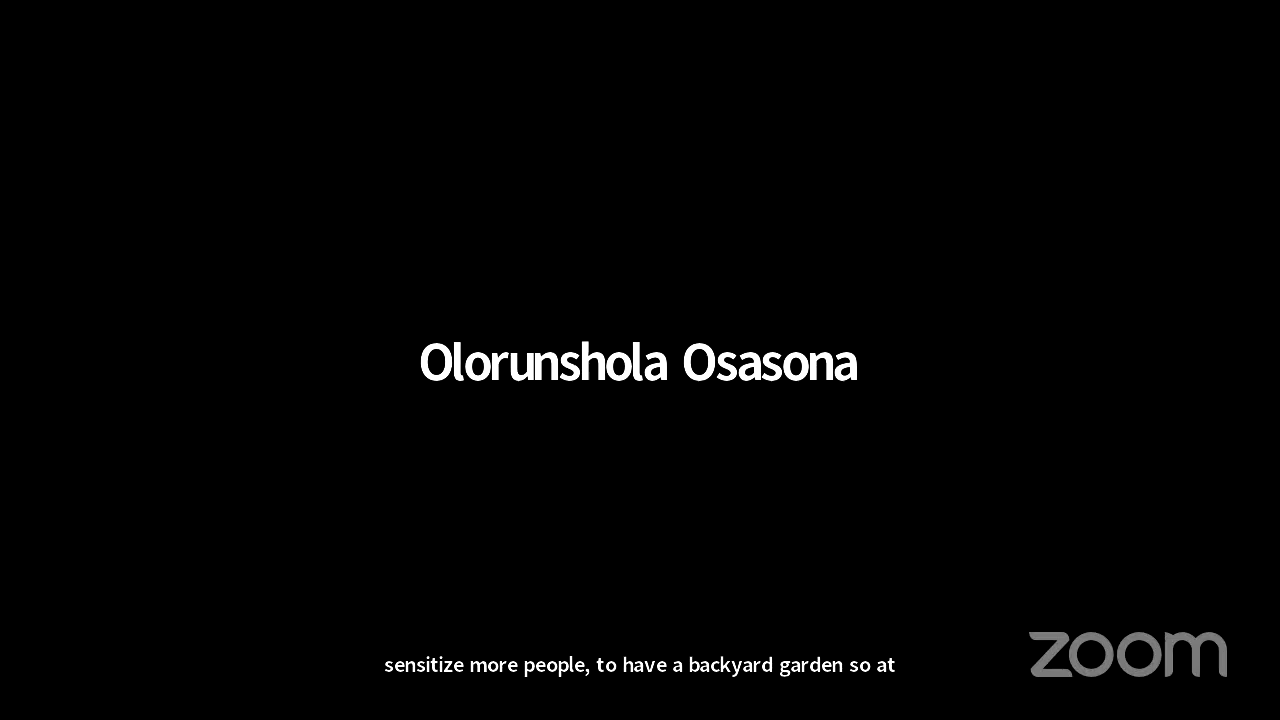 Olorunshola Osasona
sensitize more people, to have a backyard garden so at
zoom